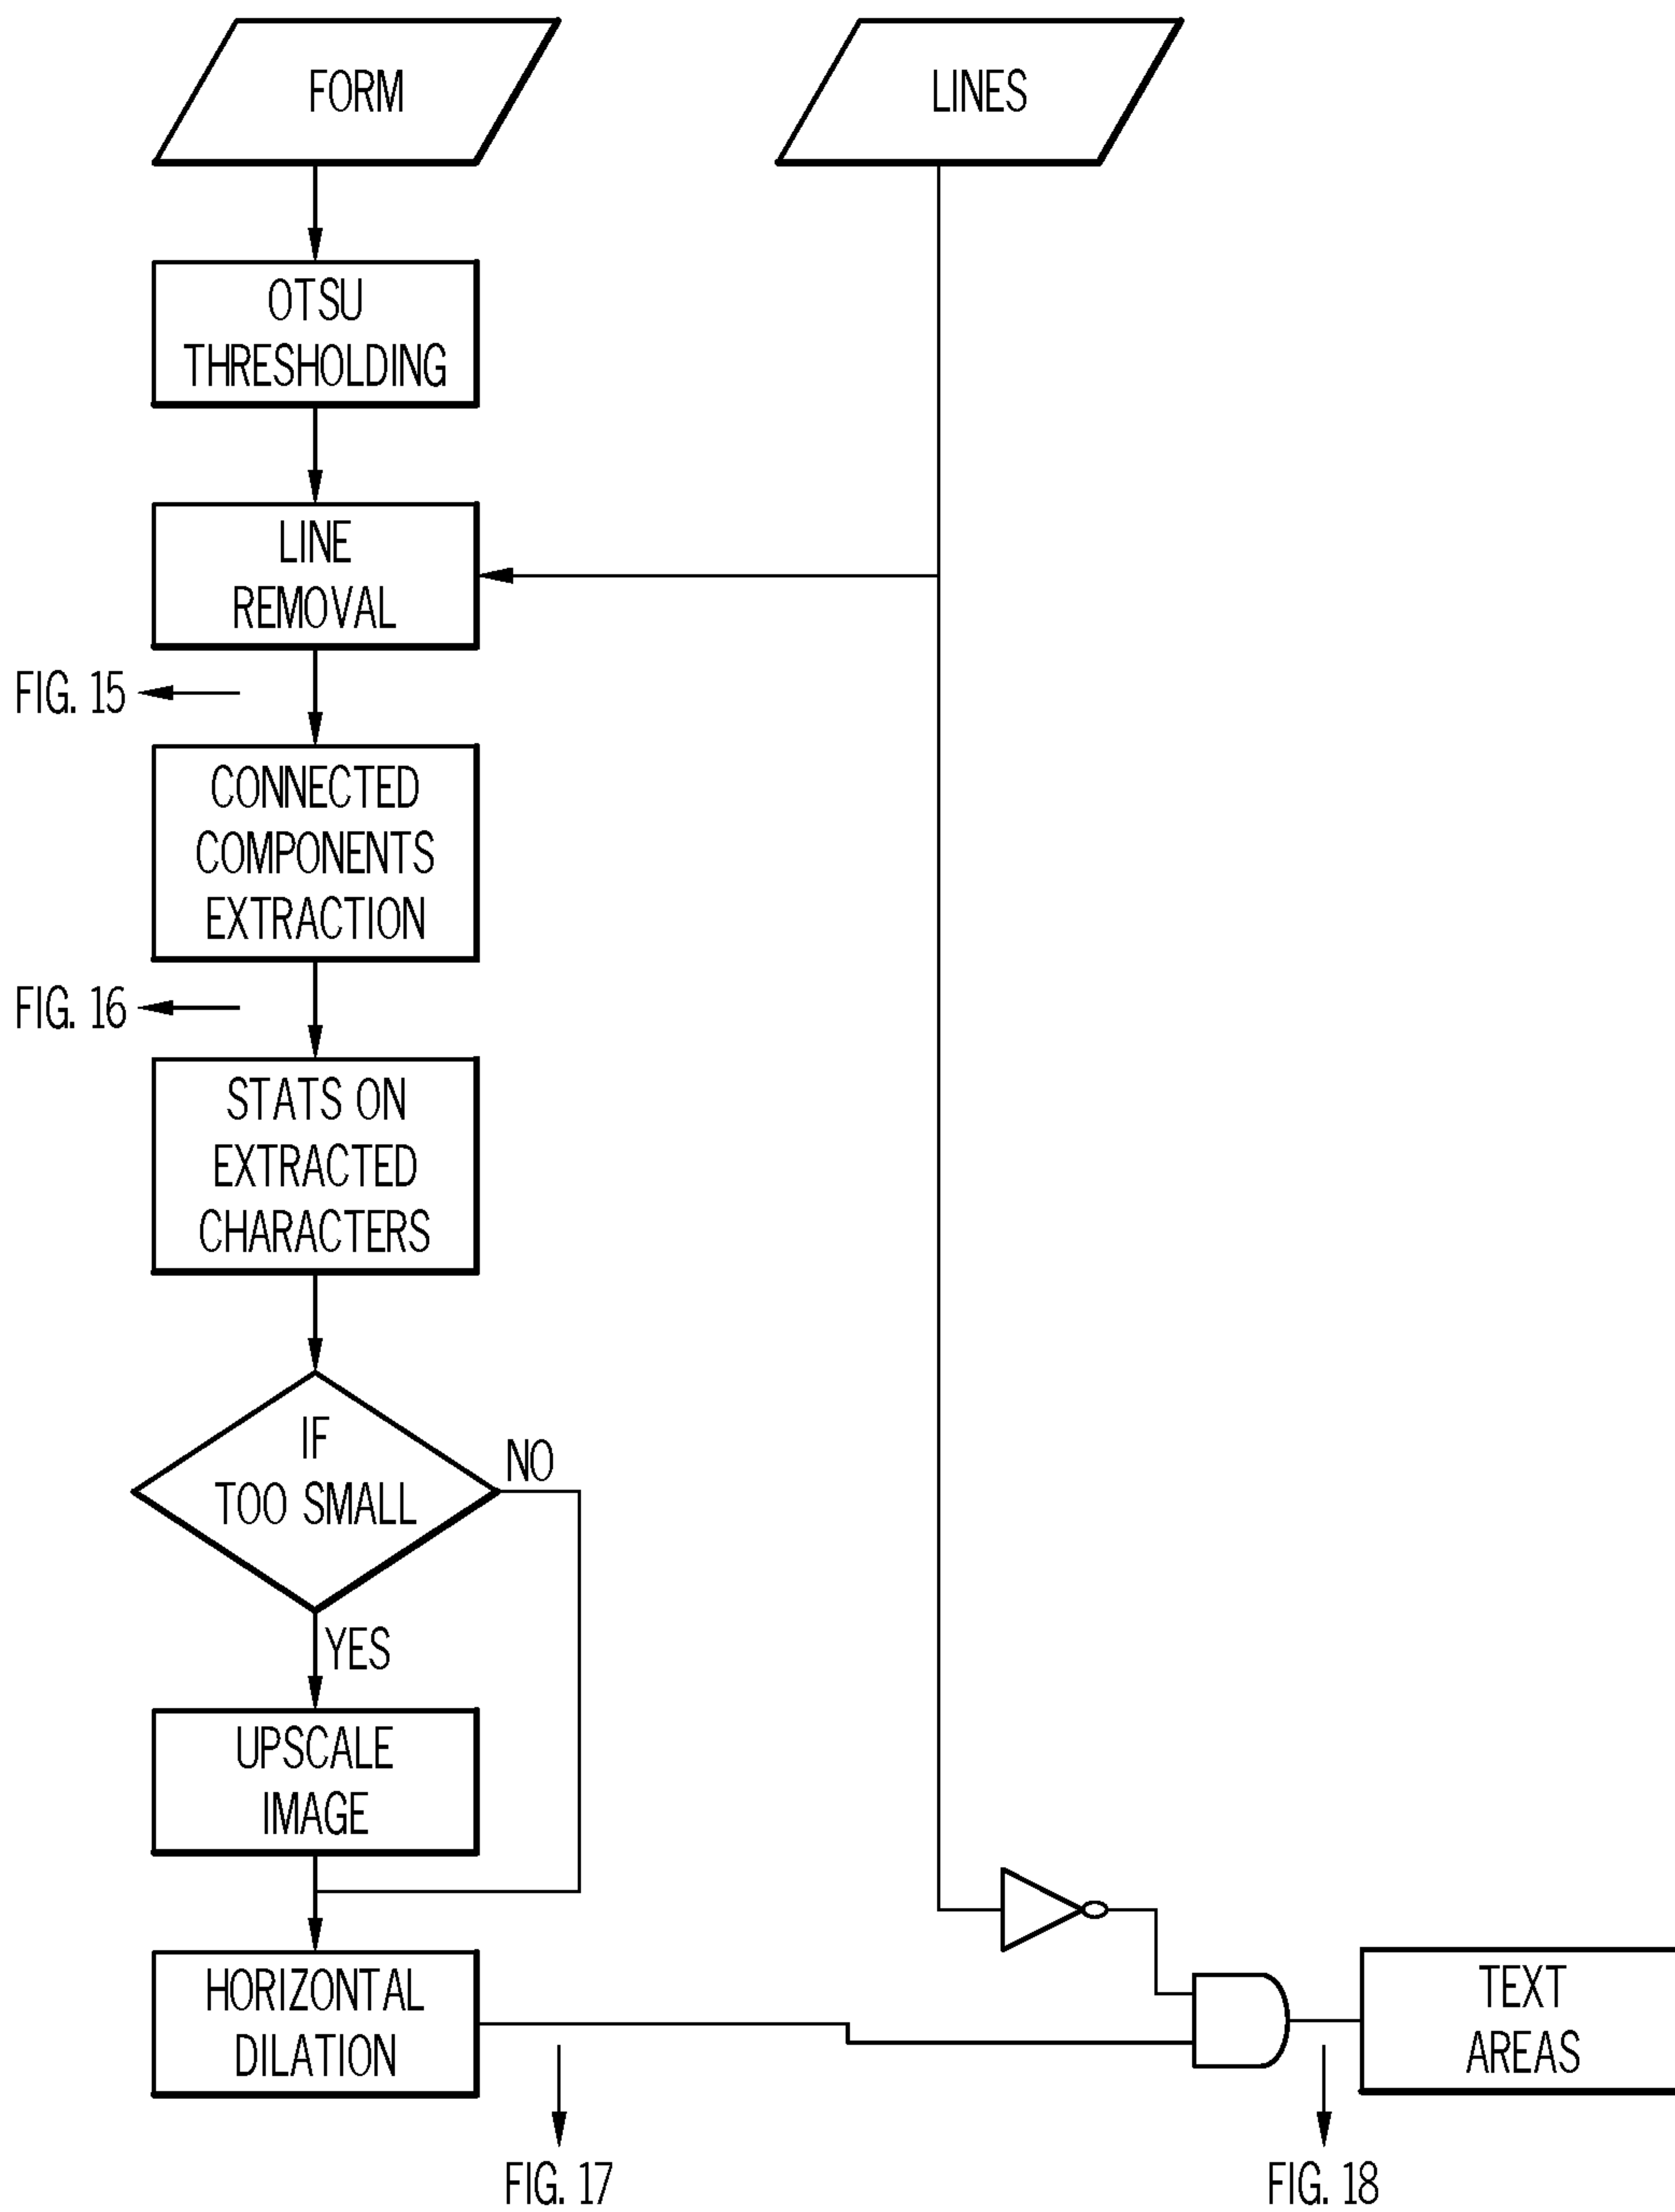 FORM
LINES
OTSU
THRESHOLDING
LINE
REMOVAL
FIG. 15
CONNECTED
COMPONENTS
EXTRACTION
FIG. 16
STATS ON
EXTRACTED
CHARACTERS
IF
TOO SMALL
NO
YES
UPSCALE
IMAGE
HORIZONTAL
DILATION
TEXT
AREAS
FIG. 17
FIG. 18